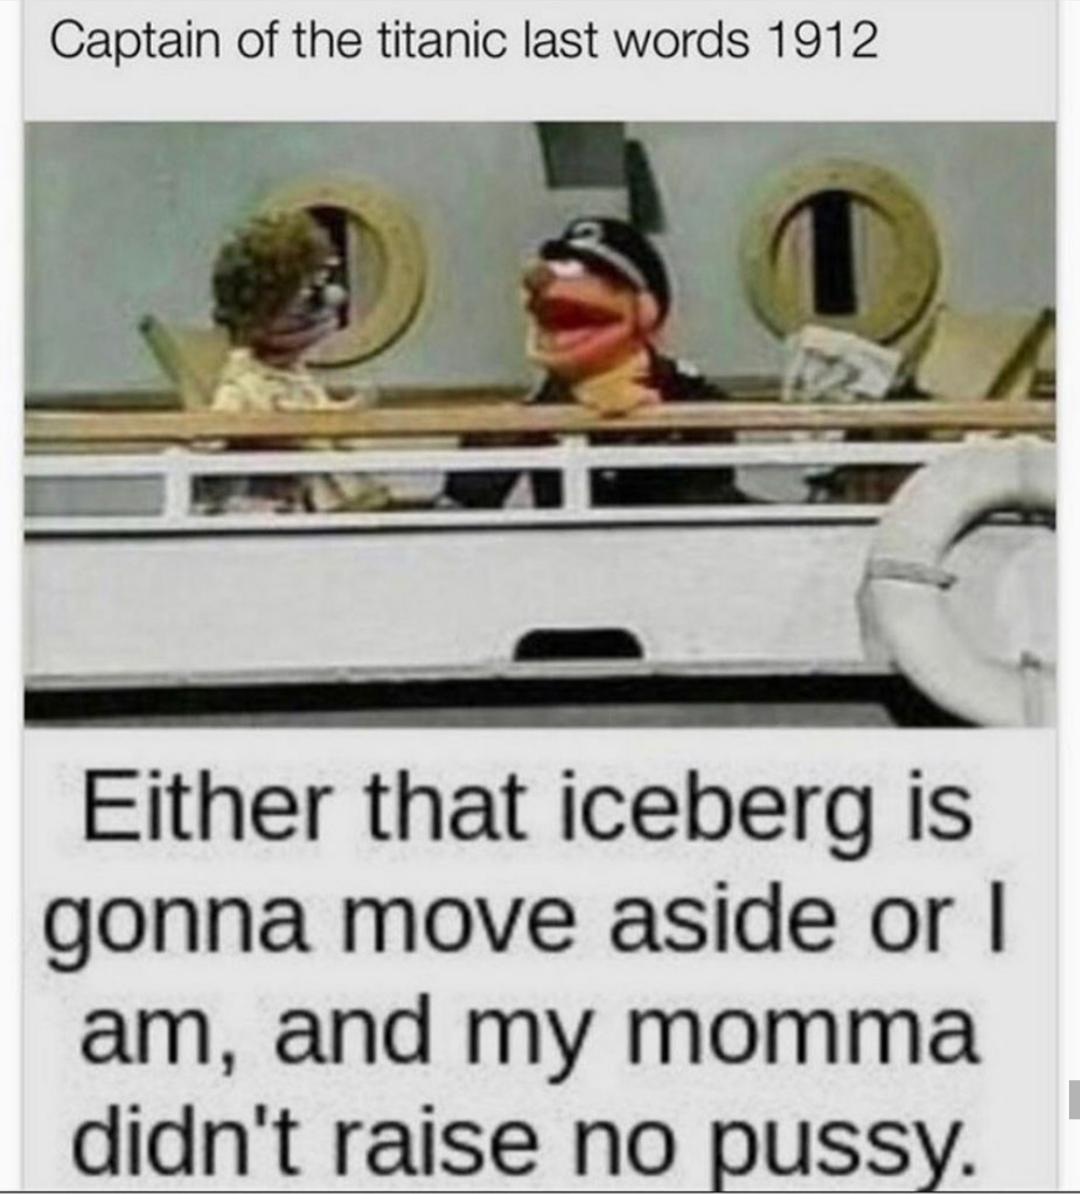 Captain of the titanic last words 1912
Either that iceberg is
gonna move aside or I
am, and my momma
didn't raise no pussy.